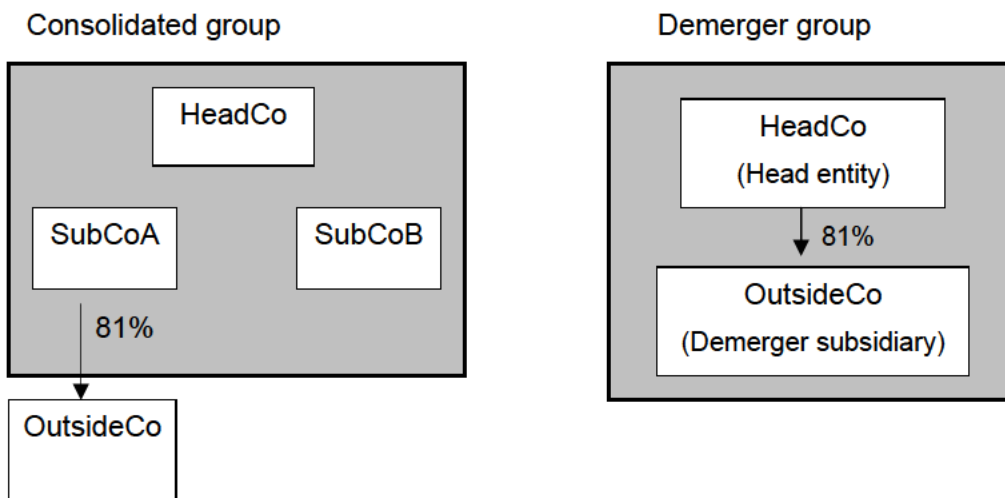 Consolidated group
HeadCo
SubCoA
SubCoB
81%
OutsideCo
Demerger group
HeadCo
(Head entity)
81%
OutsideCo
(Demerger subsidiary)